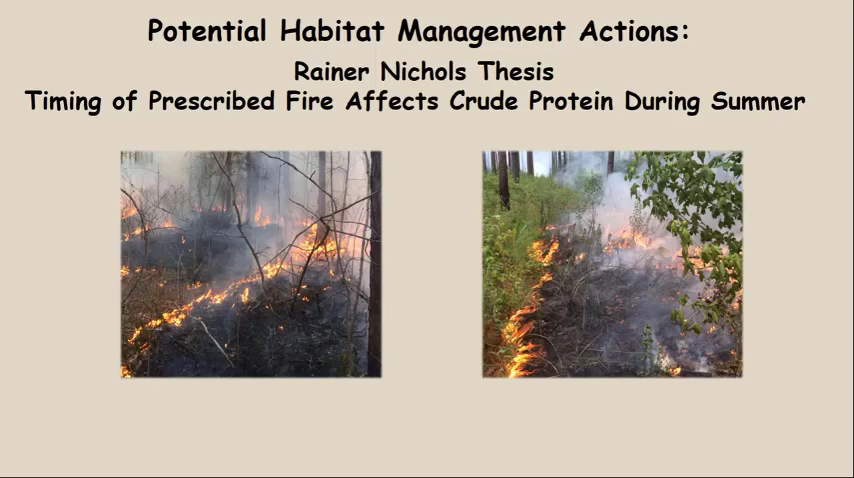 Potential Habitat Management Actions:
Rainer Nichols Thesis
Timing of Prescribed Fire Affects Crude Protein During Summer